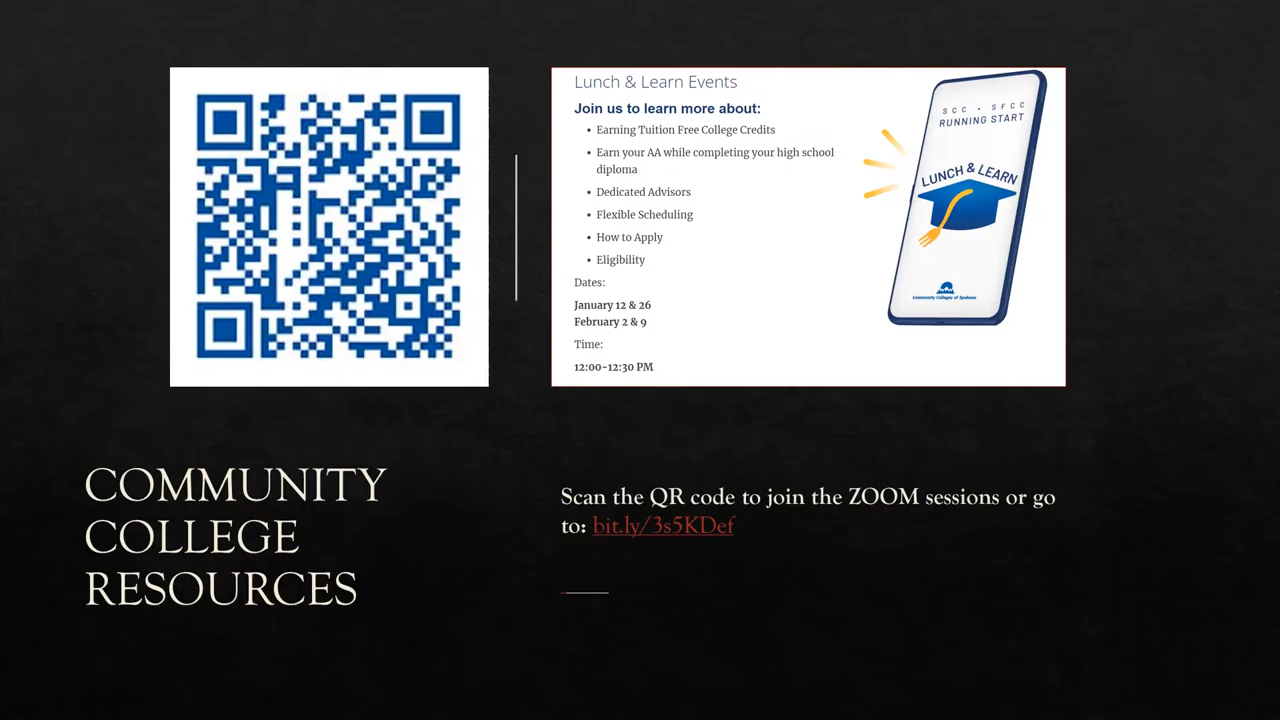 Lunch & Learn Events
Join us to learn more about:
• Earning Tuition Free College Credits
• Earn your AA while completing your high school
diploma
• Dedicated Advisors
• Flexible Scheduling
• How to Apply
• Eligibility
Dates:
January 12 & 26
February 2 & 9
Time:
12:00-12:30 PM
SCC • SFCC
RUNNING START
LUNCH & LEARN
Community Colleges of Spokane
COMMUNITY
COLLEGE
RESOURCES
Scan the QR code to join the ZOOM sessions or go
to: bit.ly/3s5KDef